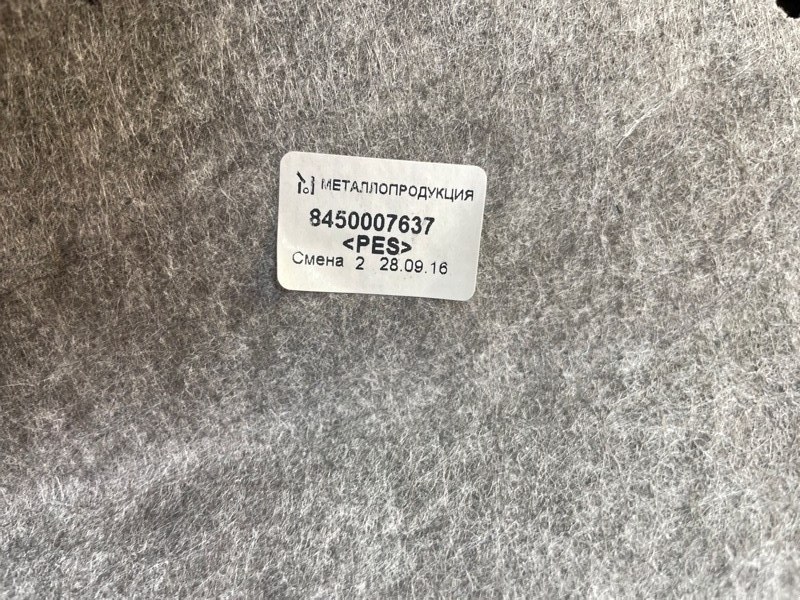 МЕТАЛЛОПРОДУКЦИЯ
8450007637
<PES>
Смена 2 28.09.16